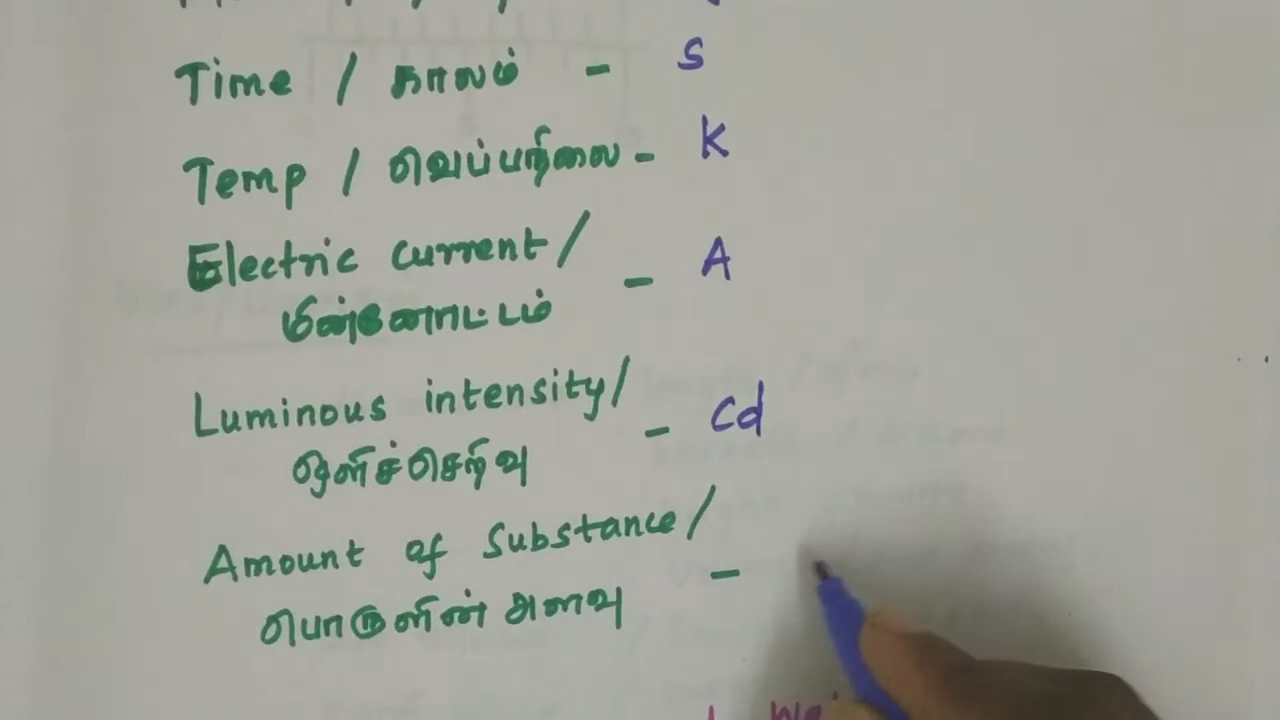 Time / காலம் - S
Temp / வெப்பநிலை - K
Electric current /
மின்னோட்டம் - A
Luminous intensity /
ஒளிச்செறிவு - Cd
Amount of Substance /
பொருளின் அளவு -